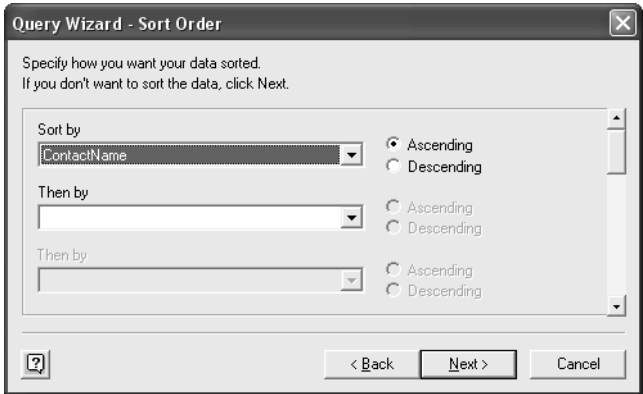 Query Wizard - Sort Order
Specify how you want your data sorted.
If you don't want to sort the data, click Next.
Sort by
ContactName
Ascending
Descending
Then by
Ascending
Descending
Then by
Ascending
Descending
< Back
Next >
Cancel